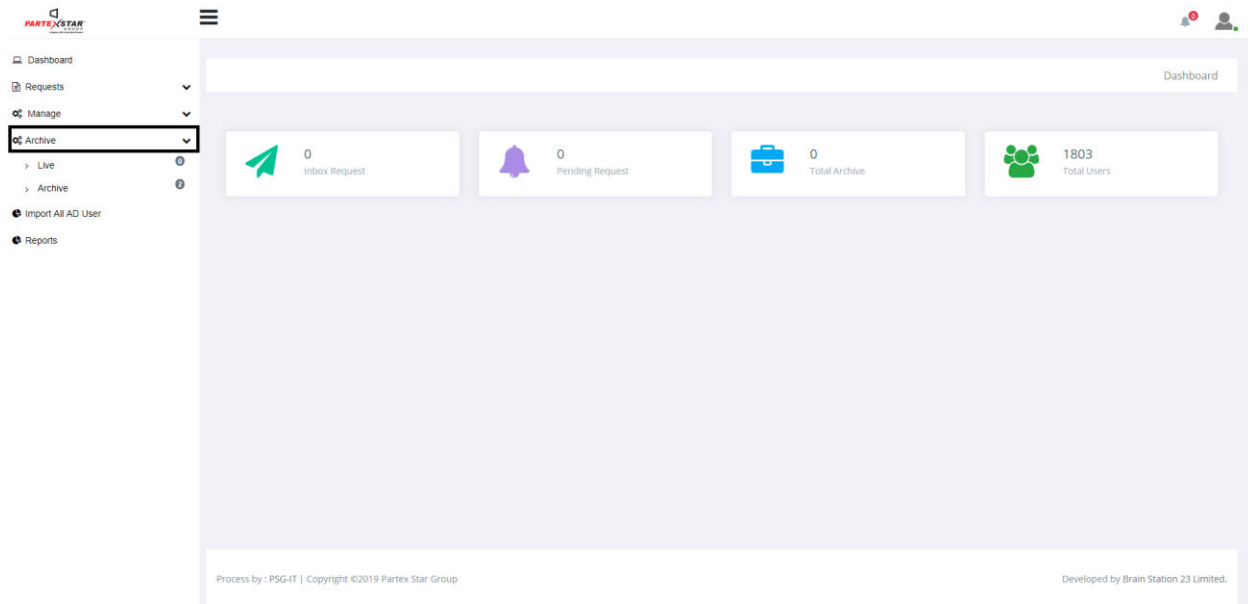 PARTEX STAR
GROUP
0
Dashboard
Requests
Manage
Archive
Live 0
Archive 2
Import All AD User
Reports
Dashboard
0
Inbox Request
0
Pending Request
0
Total Archive
1803
Total Users
Process by : PSG-IT | Copyright ©2019 Partex Star Group
Developed by Brain Station 23 Limited.